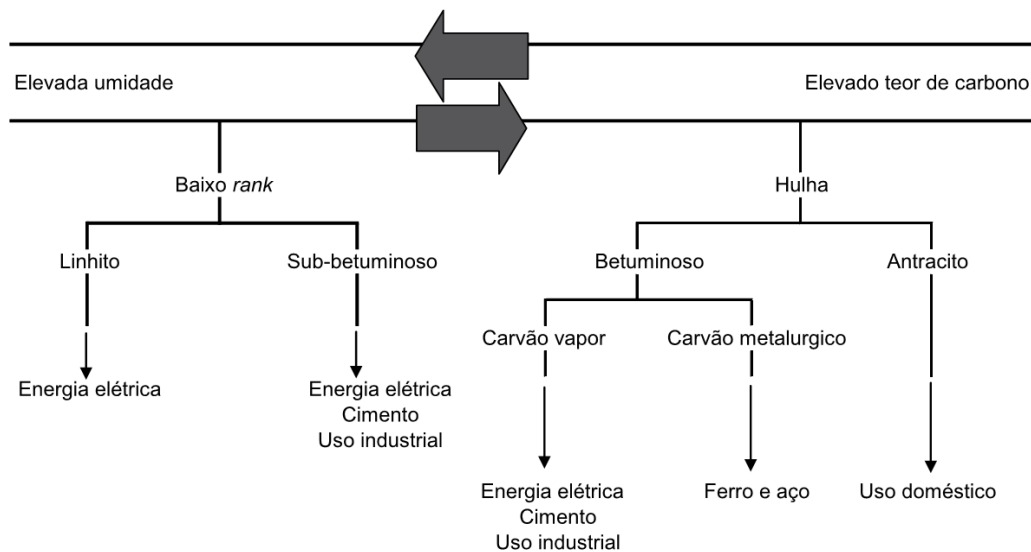 Elevada umidade
Elevado teor de carbono
Baixo rank
Hulha
Linhito
Sub-betuminoso
Betuminoso
Antracito
Carvão vapor
Carvão metalurgico
Energia elétrica
Energia elétrica
Cimento
Uso industrial
Energia elétrica
Cimento
Uso industrial
Ferro e aço
Uso doméstico